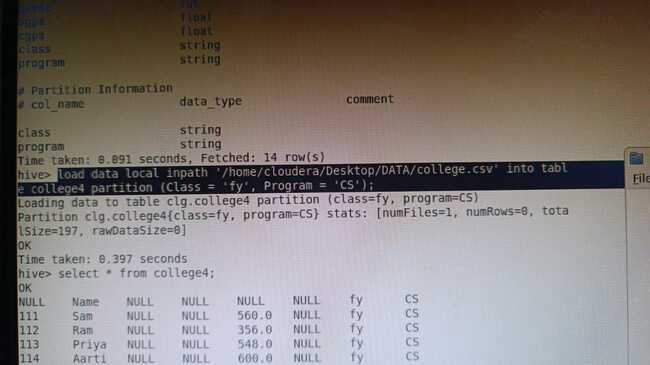 int
sgpa float
cgpa float
class string
program string
# Partition Information
# col_name data_type comment
class string
program string
Time taken: 0.091 seconds, Fetched: 14 row(s)
hive> load data local inpath '/home/cloudera/Desktop/DATA/college.csv' into tabl
e college4 partition (Class = 'fy', Program = 'CS');
Loading data to table clg.college4 partition (class=fy, program=CS)
Partition clg.college4{class=fy, program=CS} stats: [numFiles=1, numRows=0, tota
lSize=197, rawDataSize=0]
OK
Time taken: 0.397 seconds
hive> select * from college4;
OK
NULL Name NULL NULL NULL NULL fy CS
111 Sam NULL NULL 560.0 NULL fy CS
112 Ram NULL NULL 356.0 NULL fy CS
113 Priya NULL NULL 548.0 NULL fy CS
114 Aarti NULL NULL 600.0 NULL fy CS